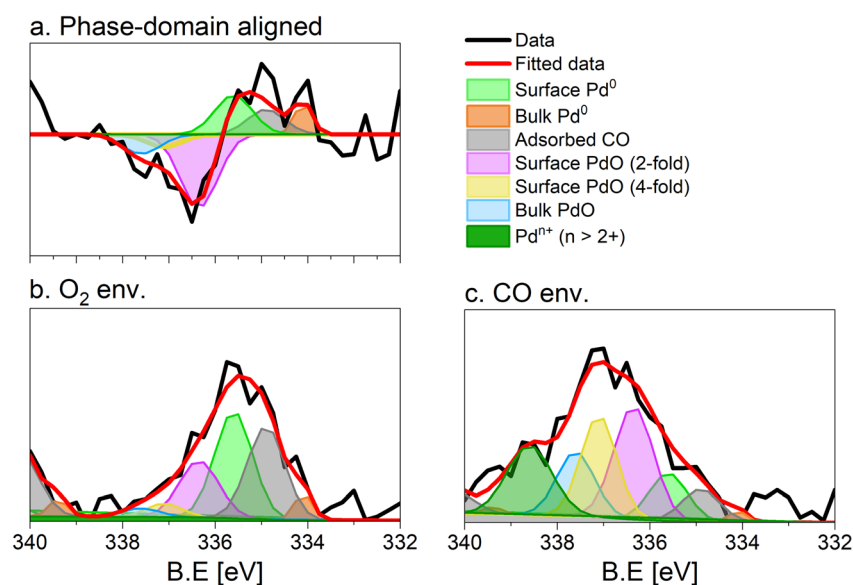 a. Phase-domain aligned
Data
Fitted data
Surface Pd⁰
Bulk Pd⁰
Adsorbed CO
Surface PdO (2-fold)
Surface PdO (4-fold)
Bulk PdO
Pdⁿ⁺ (n > 2+)
b. O₂ env.
c. CO env.
340 338 336 334 332
340 338 336 334 332
B.E [eV]
B.E [eV]